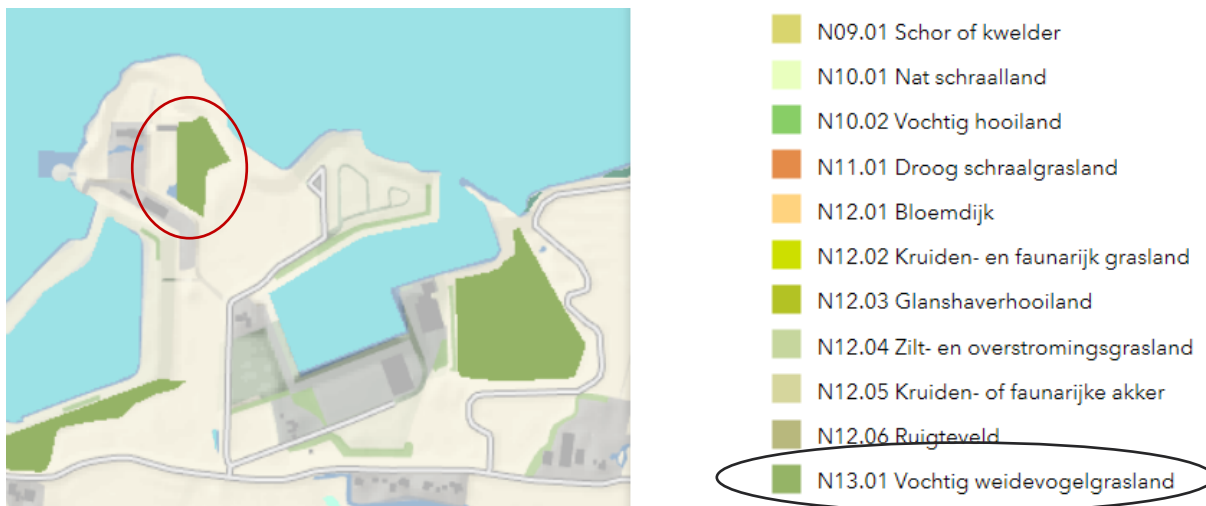 N09.01 Schor of kwelder
N10.01 Nat schraalland
N10.02 Vochtig hooiland
N11.01 Droog schraalgrasland
N12.01 Bloemdijk
N12.02 Kruiden- en faunarijk grasland
N12.03 Glanshaverhooiland
N12.04 Zilt- en overstromingsgrasland
N12.05 Kruiden- of faunarijke akker
N12.06 Ruigteveld
N13.01 Vochtig weidevogelgrasland